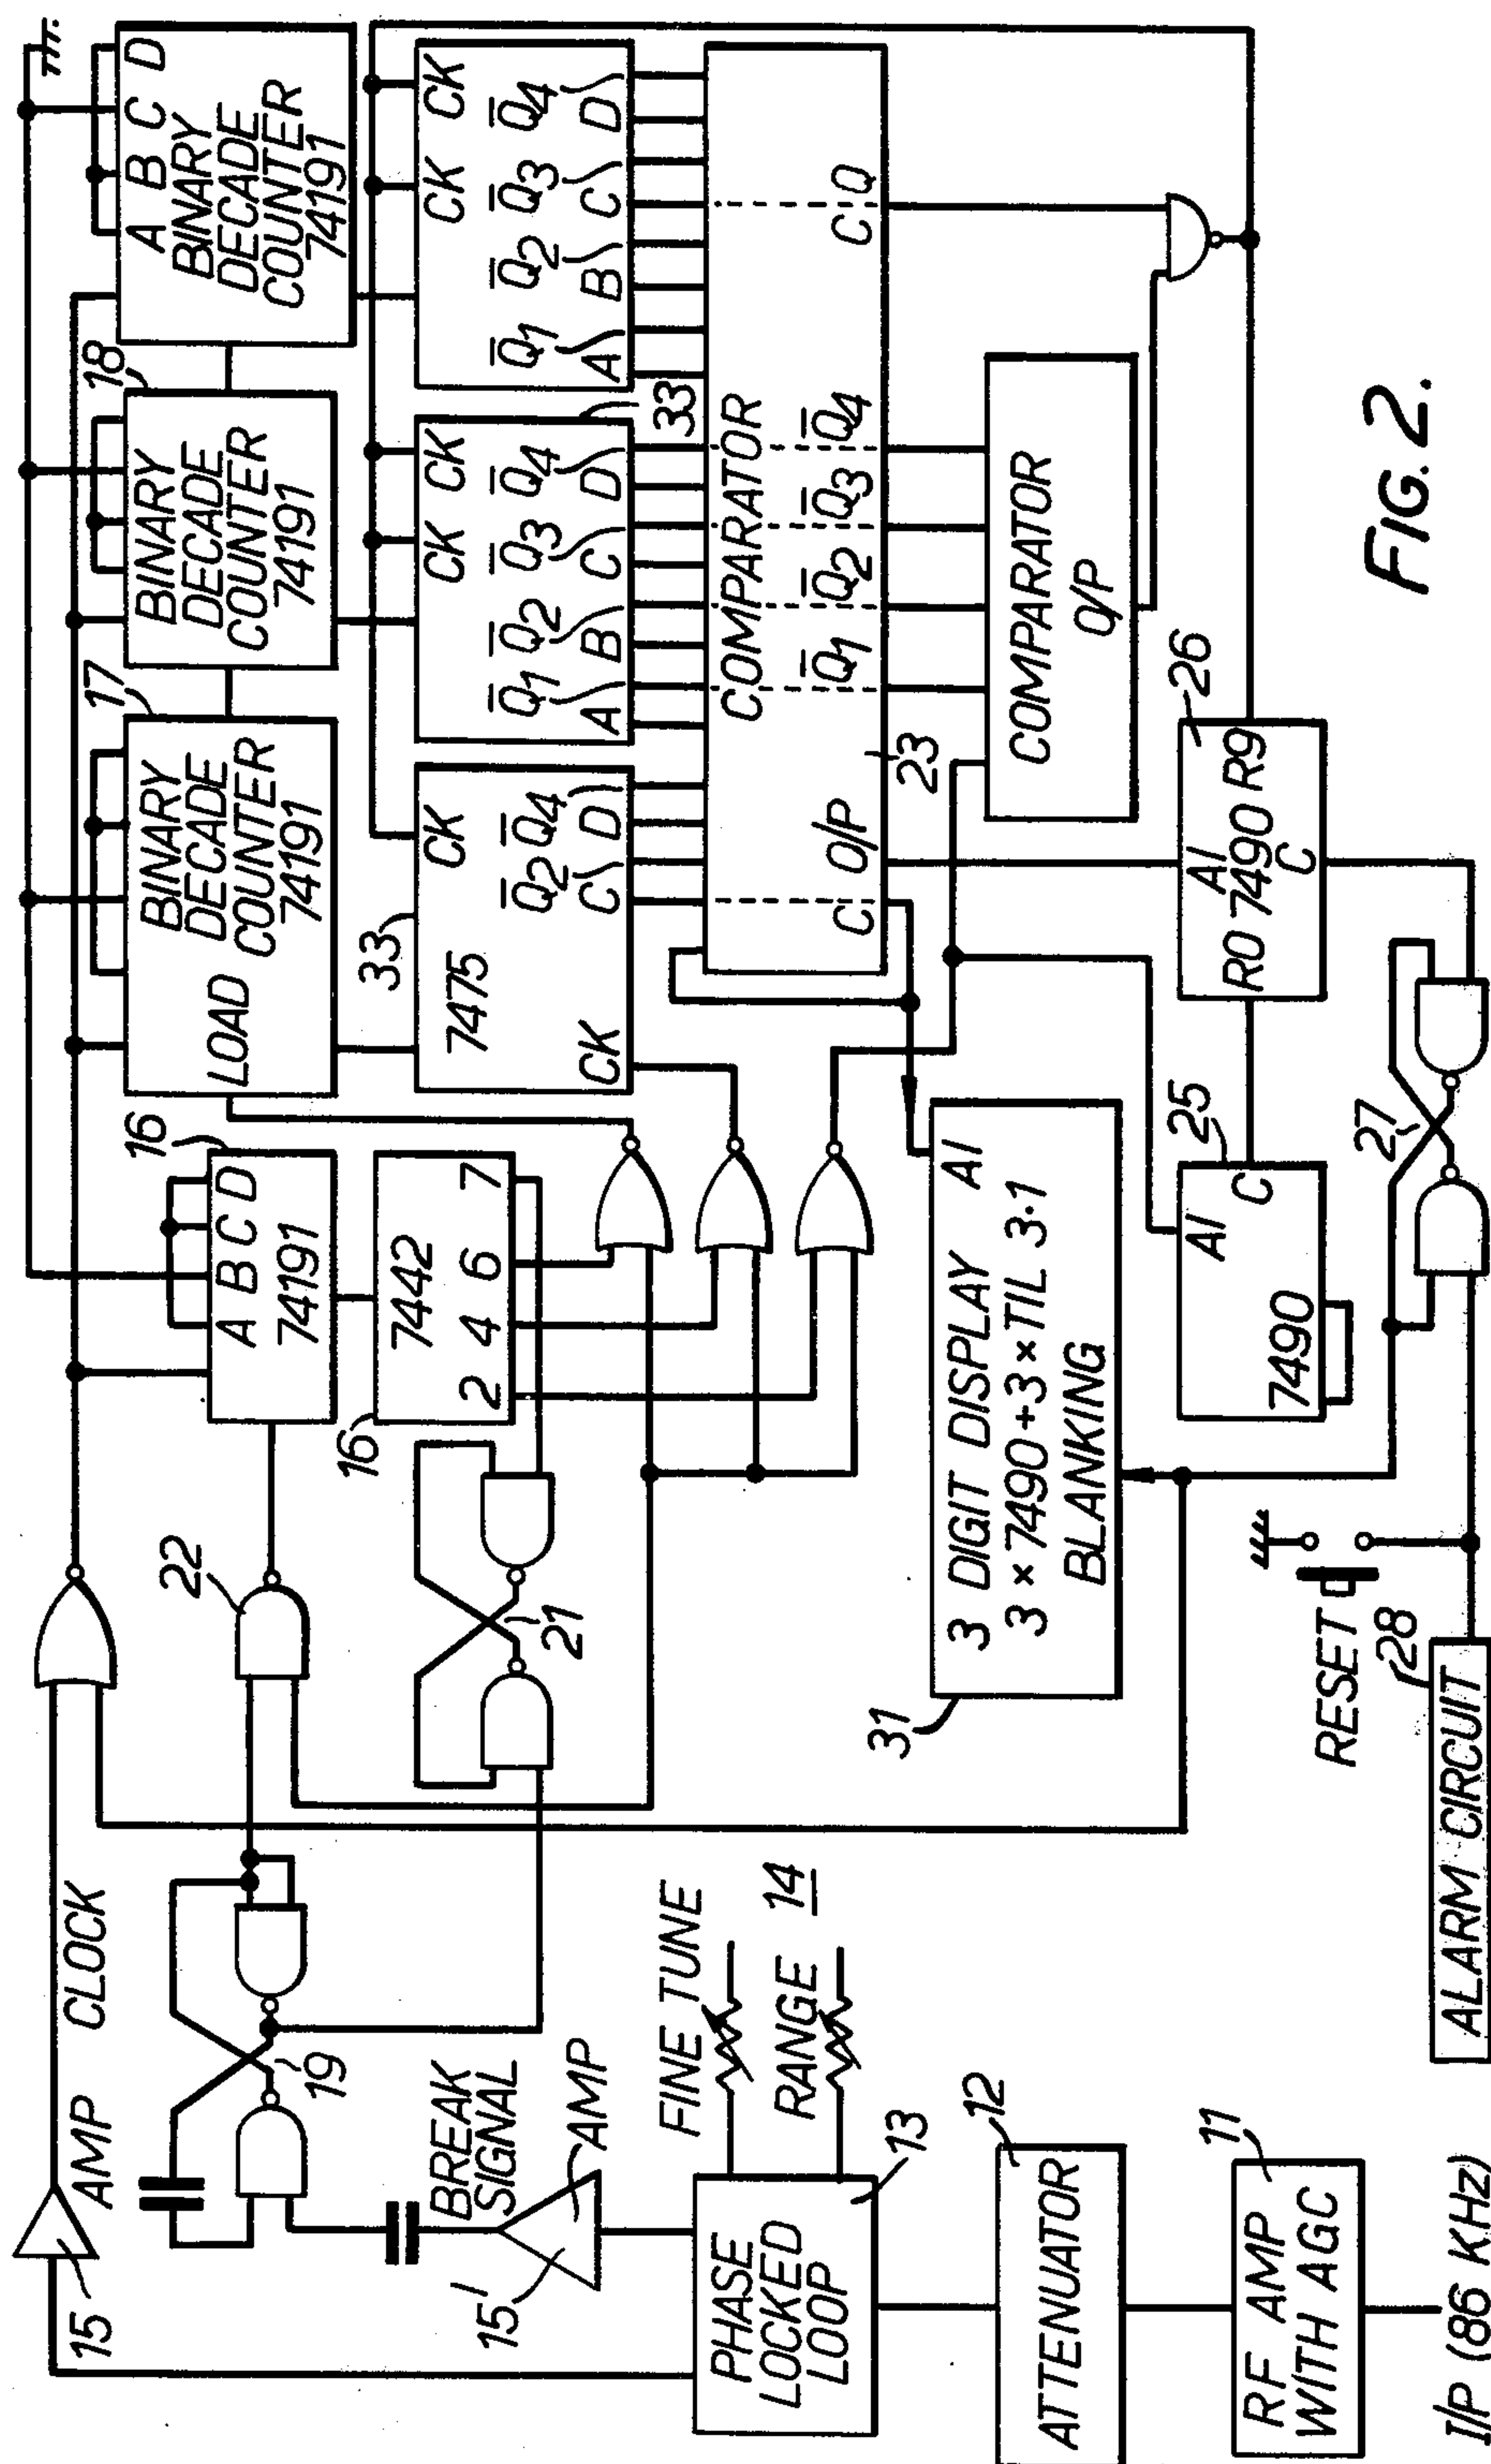 15
AMP
CLOCK
22
16
A B C D
74191
17
BINARY
DECADE
COUNTER
74191
LOAD
18
BINARY
DECADE
COUNTER
74191
A B C D
BINARY
DECADE
COUNTER
74191
19
BREAK
SIGNAL
15'
AMP
21
16
7442
2 4 6 7
33
7475
CK
CK
Q̅2 Q̅4
C D
CK CK
Q̅1 Q̅2 Q̅3 Q̅4
A B C D
33
CK CK
Q̅1 Q̅2 Q̅3 Q̅4
A B C D
COMPARATOR
C O/P
Q̅1 Q̅2 Q̅3 Q̅4
C Q
23
COMPARATOR
O/P
FINE TUNE
RANGE
14
PHASE
LOCKED
LOOP
13
31
3 DIGIT DISPLAY
3 × 7490+3×TIL 3·1
BLANKING
AI
12
ATTENUATOR
11
RF AMP
WITH AGC
I/P (86 KHz)
RESET
28
ALARM CIRCUIT
25
AI
C
7490
26
AI
R0 7490 R9
C
27
FIG. 2.